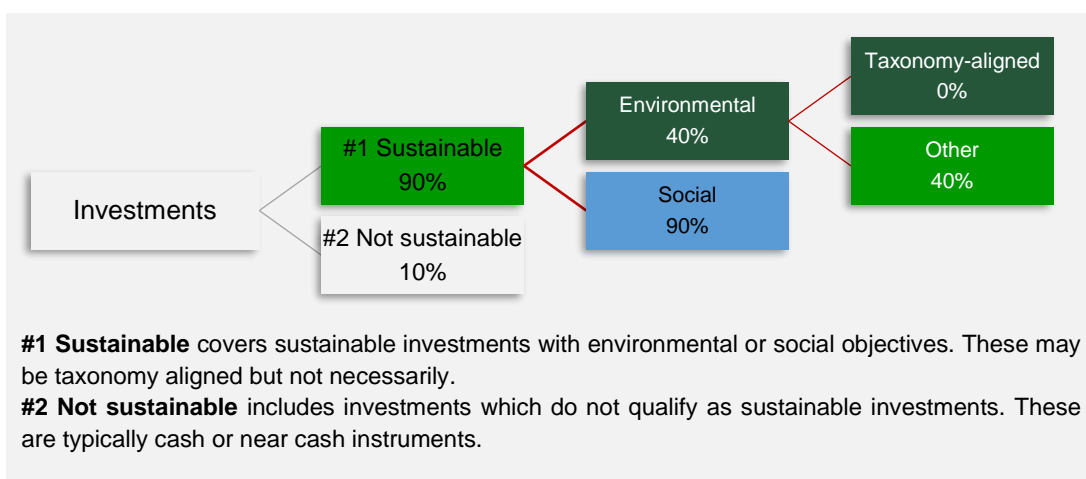 Investments
#1 Sustainable
90%
#2 Not sustainable
10%
Environmental
40%
Social
90%
Taxonomy-aligned
0%
Other
40%
#1 Sustainable covers sustainable investments with environmental or social objectives. These may
be taxonomy aligned but not necessarily.
#2 Not sustainable includes investments which do not qualify as sustainable investments. These
are typically cash or near cash instruments.